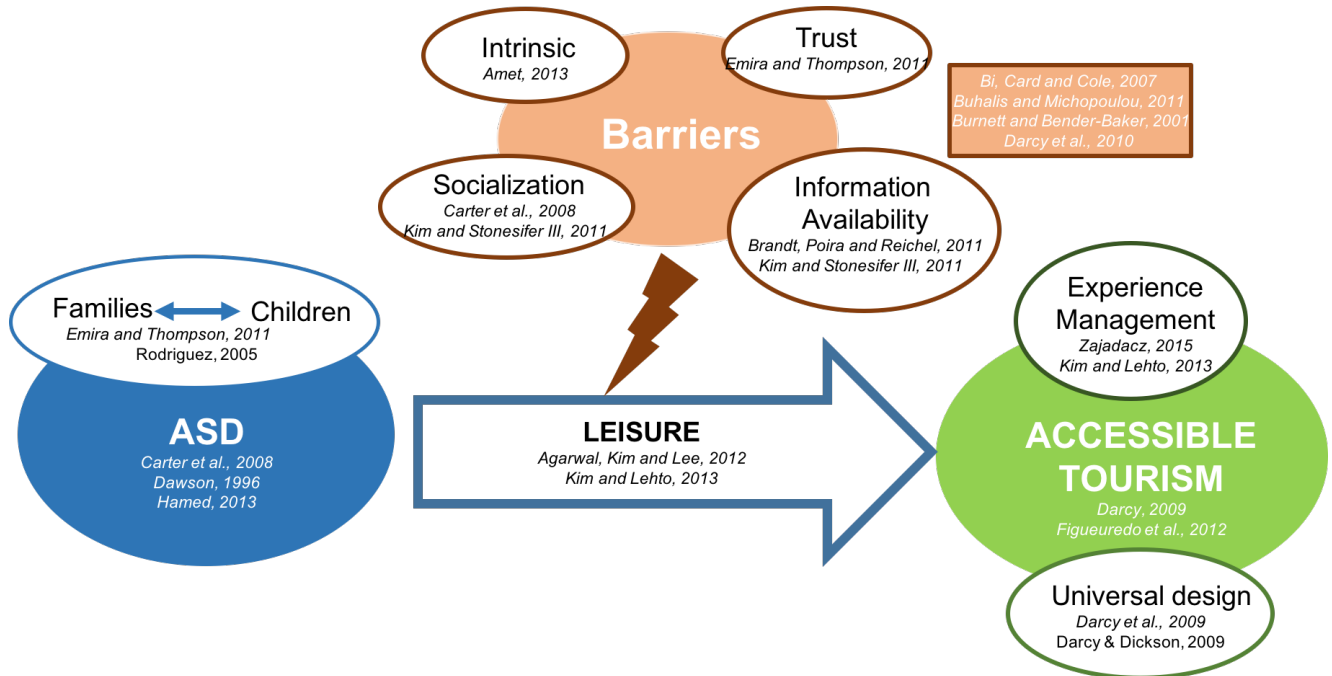 Intrinsic
Amet, 2013
Trust
Emira and Thompson, 2011
Bi, Card and Cole, 2007
Buhalis and Michopoulou, 2011
Burnett and Bender-Baker, 2001
Darcy et al., 2010
Barriers
Socialization
Carter et al., 2008
Kim and Stonesifer III, 2011
Information
Availability
Brandt, Poira and Reichel, 2011
Kim and Stonesifer III, 2011
Families Children
Emira and Thompson, 2011
Rodriguez, 2005
ASD
Carter et al., 2008
Dawson, 1996
Hamed, 2013
LEISURE
Agarwal, Kim and Lee, 2012
Kim and Lehto, 2013
Experience
Management
Zajadacz, 2015
Kim and Lehto, 2013
ACCESSIBLE
TOURISM
Darcy, 2009
Figueuredo et al., 2012
Universal design
Darcy et al., 2009
Darcy & Dickson, 2009